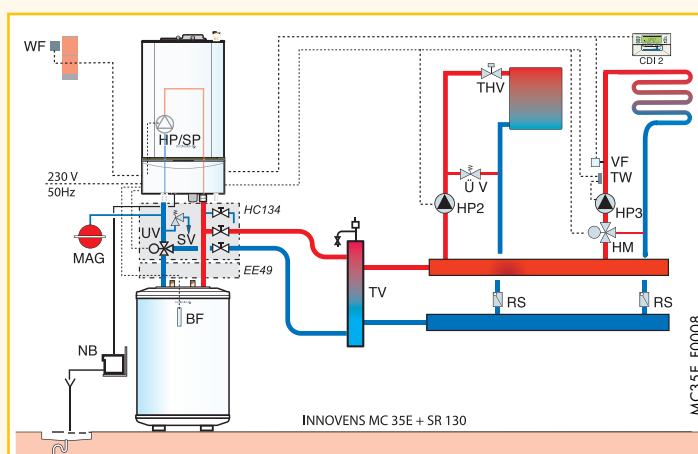 WF
CDI 2
THV
HP/SP
VF
TW
230 V
50Hz
Ü V
HC134
HP2
HP3
UV
SV
HM
MAG
EE49
TV
RS
RS
BF
NB
INNOVENS MC 35E + SR 130
MC35E_F0008